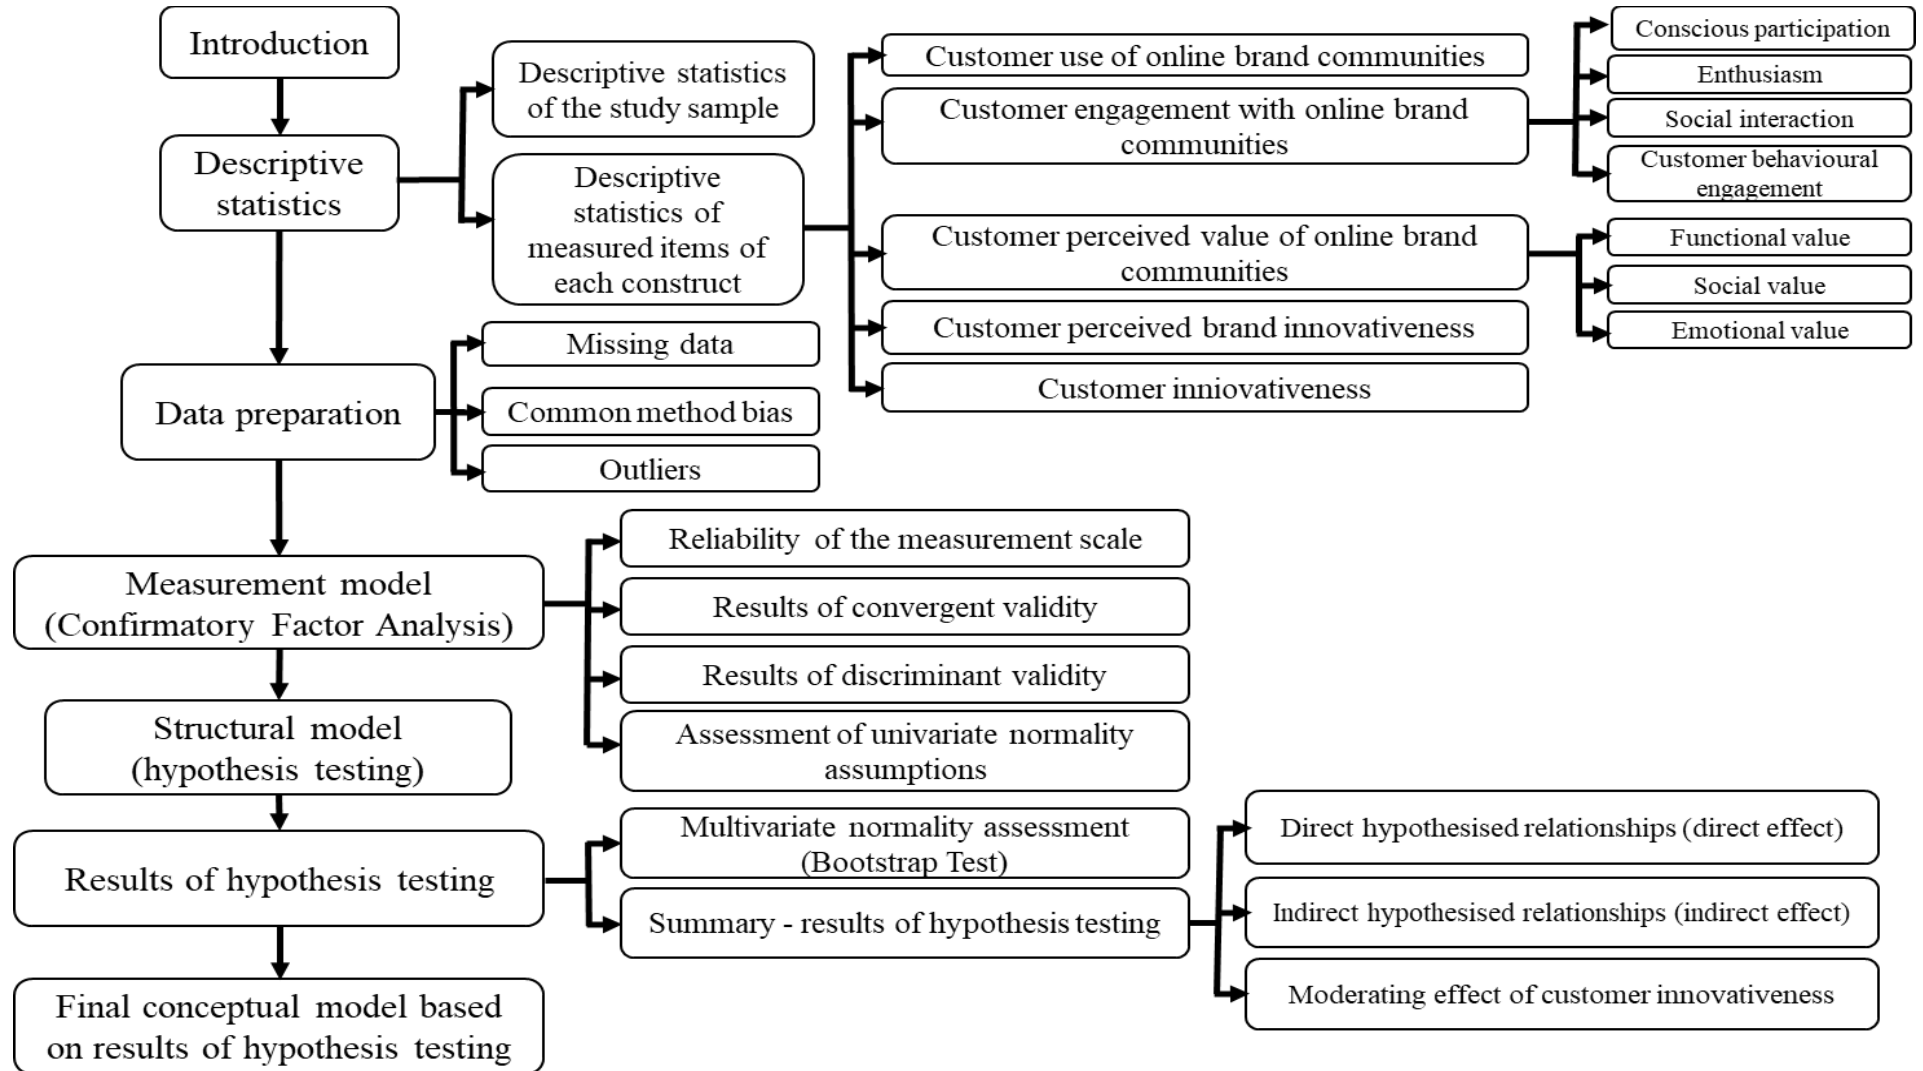 Introduction
Descriptive
statistics
Descriptive statistics
of the study sample
Descriptive
statistics of
measured items of
each construct
Customer use of online brand communities
Customer engagement with online brand
communities
Conscious participation
Enthusiasm
Social interaction
Customer behavioural
engagement
Customer perceived value of online brand
communities
Functional value
Social value
Emotional value
Customer perceived brand innovativeness
Customer inniovativeness
Data preparation
Missing data
Common method bias
Outliers
Measurement model
(Confirmatory Factor Analysis)
Reliability of the measurement scale
Results of convergent validity
Results of discriminant validity
Assessment of univariate normality
assumptions
Structural model
(hypothesis testing)
Results of hypothesis testing
Multivariate normality assessment
(Bootstrap Test)
Summary - results of hypothesis testing
Direct hypothesised relationships (direct effect)
Indirect hypothesised relationships (indirect effect)
Moderating effect of customer innovativeness
Final conceptual model based
on results of hypothesis testing